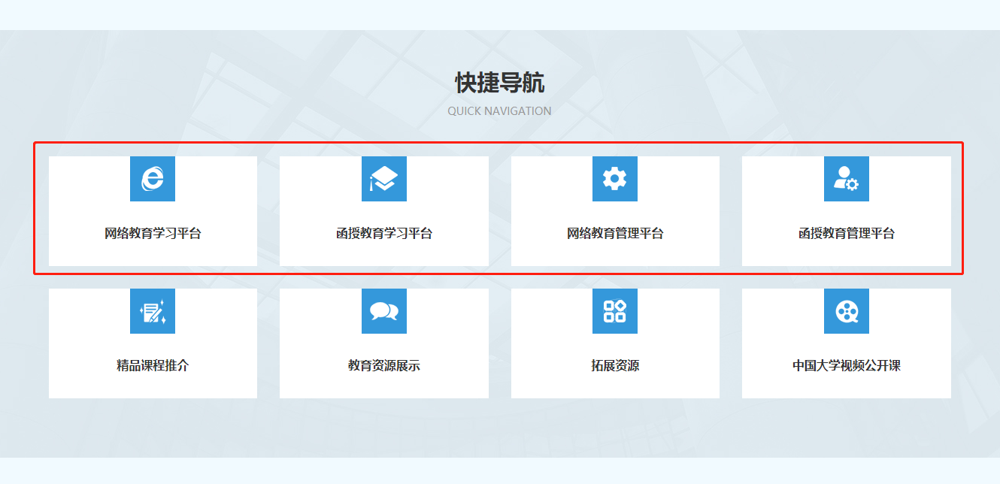 快捷导航
QUICK NAVIGATION
网络教育学习平台
函授教育学习平台
网络教育管理平台
函授教育管理平台
精品课程推介
教育资源展示
拓展资源
中国大学视频公开课